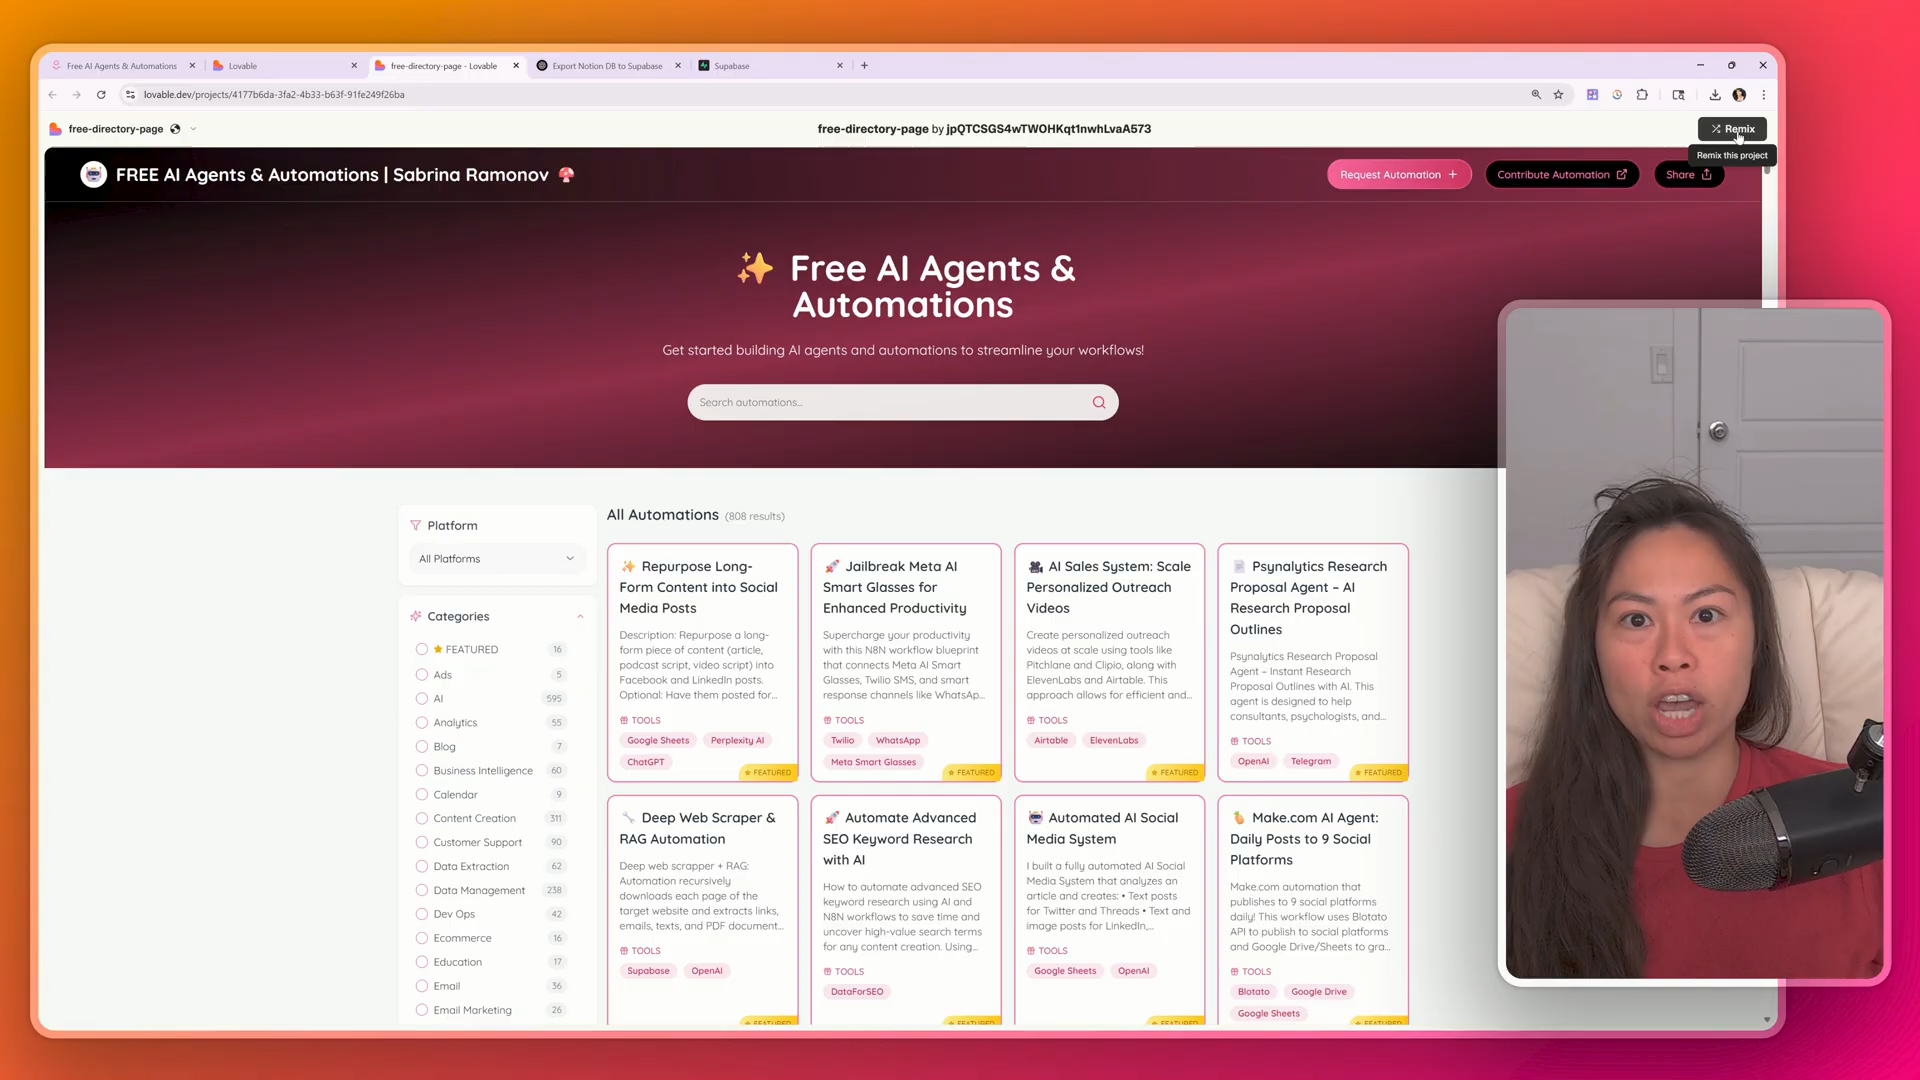 Free AI Agents & Automations
Lovable
free-directory-page - Lovable
Export Notion DB to Supabase
Supabase
lovable.dev/projects/4177b6da-3fa2-4b33-b63f-91fe249f26ba
free-directory-page
free-directory-page by jpQTCSGS4wTWOHKqt1nwhLvaA573
Remix
Remix this project
FREE AI Agents & Automations | Sabrina Ramonov
Request Automation +
Contribute Automation
Share
Free AI Agents &
Automations
Get started building AI agents and automations to streamline your workflows!
Search automations...
Platform
All Platforms
Categories
FEATURED 16
Ads 5
AI 595
Analytics 55
Blog 7
Business Intelligence 60
Calendar 9
Content Creation 311
Customer Support 90
Data Extraction 62
Data Management 238
Dev Ops 42
Ecommerce 16
Education 17
Email 36
Email Marketing 26
All Automations (808 results)
Repurpose Long-
Form Content into Social
Media Posts
Description: Repurpose a long-
form piece of content (article,
podcast script, video script) into
Facebook and LinkedIn posts.
Optional: Have them posted for...
TOOLS
Google Sheets Perplexity AI
ChatGPT
FEATURED
Jailbreak Meta AI
Smart Glasses for
Enhanced Productivity
Supercharge your productivity
with this N8N workflow blueprint
that connects Meta AI Smart
Glasses, Twilio SMS, and smart
response channels like WhatsAp...
TOOLS
Twilio WhatsApp
Meta Smart Glasses
FEATURED
AI Sales System: Scale
Personalized Outreach
Videos
Create personalized outreach
videos at scale using tools like
Pitchlane and Clipio, along with
ElevenLabs and Airtable. This
approach allows for efficient and...
TOOLS
Airtable ElevenLabs
FEATURED
Psynalytics Research
Proposal Agent – AI
Research Proposal
Outlines
Psynalytics Research Proposal
Agent – Instant Research
Proposal Outlines with AI. This
agent is designed to help
consultants, psychologists, and...
TOOLS
OpenAI Telegram
FEATURED
Deep Web Scraper &
RAG Automation
Deep web scrapper + RAG:
Automation recursively
downloads each page of the
target website and extracts links,
emails, texts, and PDF document...
TOOLS
Supabase OpenAI
FEATURED
Automate Advanced
SEO Keyword Research
with AI
How to automate advanced SEO
keyword research using AI and
N8N workflows to save time and
uncover high-value search terms
for any content creation. Using...
TOOLS
DataForSEO
FEATURED
Automated AI Social
Media System
I built a fully automated AI Social
Media System that analyzes an
article and creates: • Text posts
for Twitter and Threads • Text and
image posts for LinkedIn,...
TOOLS
Google Sheets OpenAI
FEATURED
Make.com AI Agent:
Daily Posts to 9 Social
Platforms
Make.com automation that
publishes to 9 social platforms
daily! This workflow uses Blotato
API to publish to social platforms
and Google Drive/Sheets to gra...
TOOLS
Blotato Google Drive
Google Sheets
FEATURED